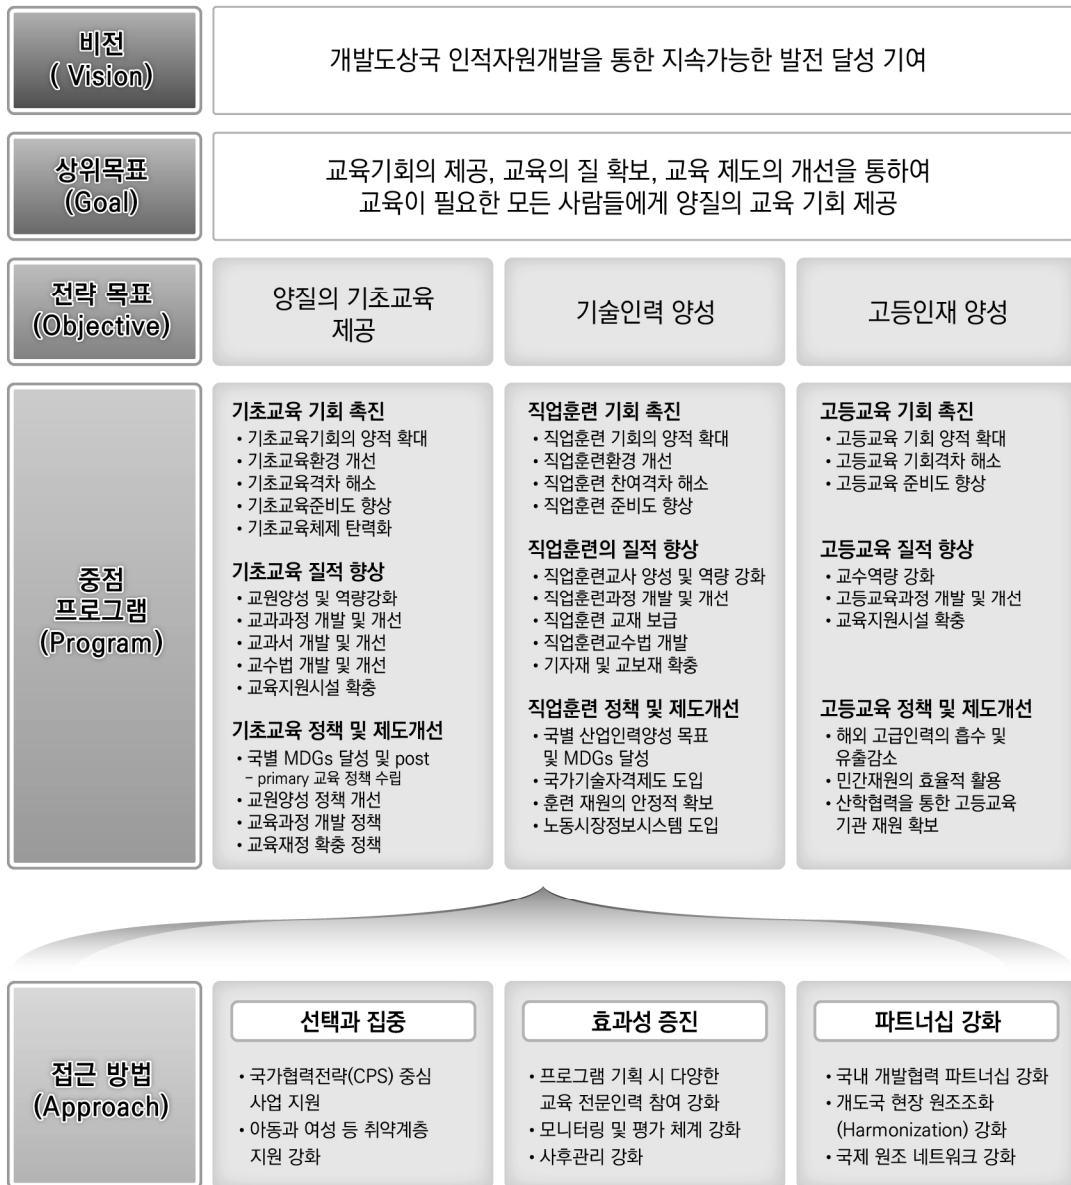 비전
( Vision)
개발도상국 인적자원개발을 통한 지속가능한 발전 달성 기여
상위목표
(Goal)
교육기회의 제공, 교육의 질 확보, 교육 제도의 개선을 통하여
교육이 필요한 모든 사람들에게 양질의 교육 기회 제공
전략 목표
(Objective)
양질의 기초교육
제공
기술인력 양성
고등인재 양성
중점
프로그램
(Program)
기초교육 기회 촉진
• 기초교육기회의 양적 확대
• 기초교육환경 개선
• 기초교육격차 해소
• 기초교육준비도 향상
• 기초교육체제 탄력화
기초교육 질적 향상
• 교원양성 및 역량강화
• 교과과정 개발 및 개선
• 교과서 개발 및 개선
• 교수법 개발 및 개선
• 교육지원시설 확충
기초교육 정책 및 제도개선
• 국별 MDGs 달성 및 post
- primary 교육 정책 수립
• 교원양성 정책 개선
• 교육과정 개발 정책
• 교육재정 확충 정책
직업훈련 기회 촉진
• 직업훈련 기회의 양적 확대
• 직업훈련환경 개선
• 직업훈련 찬여격차 해소
• 직업훈련 준비도 향상
직업훈련의 질적 향상
• 직업훈련교사 양성 및 역량 강화
• 직업훈련과정 개발 및 개선
• 직업훈련 교재 보급
• 직업훈련교수법 개발
• 기자재 및 교보재 확충
직업훈련 정책 및 제도개선
• 국별 산업인력양성 목표
및 MDGs 달성
• 국가기술자격제도 도입
• 훈련 재원의 안정적 확보
• 노동시장정보시스템 도입
고등교육 기회 촉진
• 고등교육 기회 양적 확대
• 고등교육 기회격차 해소
• 고등교육 준비도 향상
고등교육 질적 향상
• 교수역량 강화
• 고등교육과정 개발 및 개선
• 교육지원시설 확충
고등교육 정책 및 제도개선
• 해외 고급인력의 흡수 및
유출감소
• 민간재원의 효율적 활용
• 산학협력을 통한 고등교육
기관 재원 확보
접근 방법
(Approach)
선택과 집중
• 국가협력전략(CPS) 중심
사업 지원
• 아동과 여성 등 취약계층
지원 강화
효과성 증진
• 프로그램 기획 시 다양한
교육 전문인력 참여 강화
• 모니터링 및 평가 체계 강화
• 사후관리 강화
파트너십 강화
• 국내 개발협력 파트너십 강화
• 개도국 현장 원조조화
(Harmonization) 강화
• 국제 원조 네트워크 강화